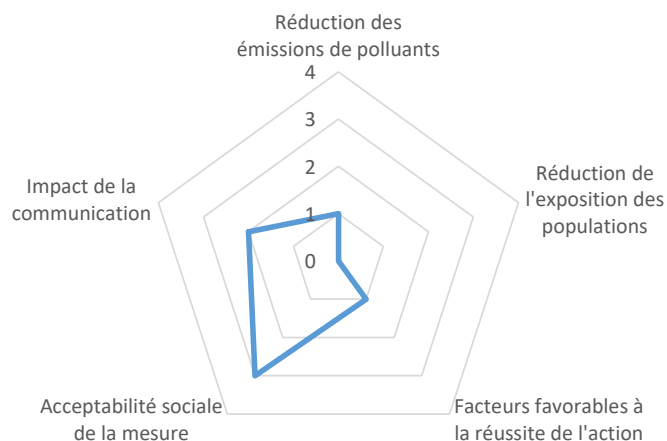 Réduction des
émissions de polluants
4
3
2
1
0
Réduction de
l'exposition des
populations
Facteurs favorables à
la réussite de l'action
Acceptabilité sociale
de la mesure
Impact de la
communication